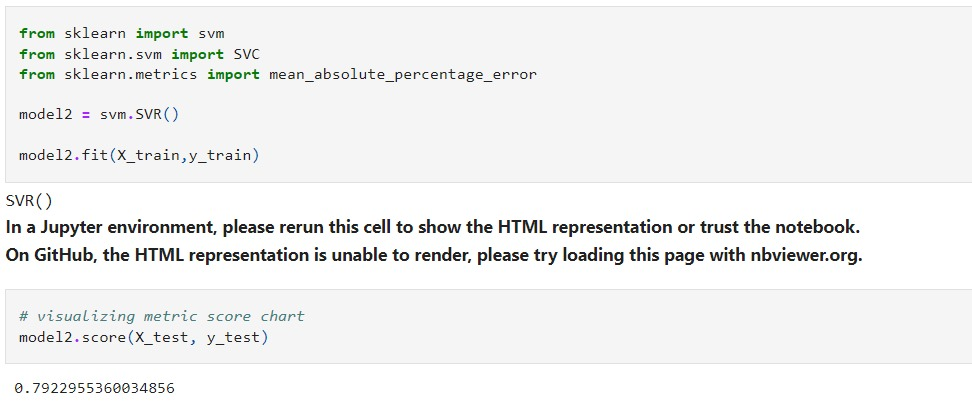 from sklearn import svm
from sklearn.svm import SVC
from sklearn.metrics import mean_absolute_percentage_error
model2 = svm.SVR()
model2.fit(X_train,y_train)
SVR()
In a Jupyter environment, please rerun this cell to show the HTML representation or trust the notebook.
On GitHub, the HTML representation is unable to render, please try loading this page with nbviewer.org.
# visualizing metric score chart
model2.score(X_test, y_test)
0.7922955360034856